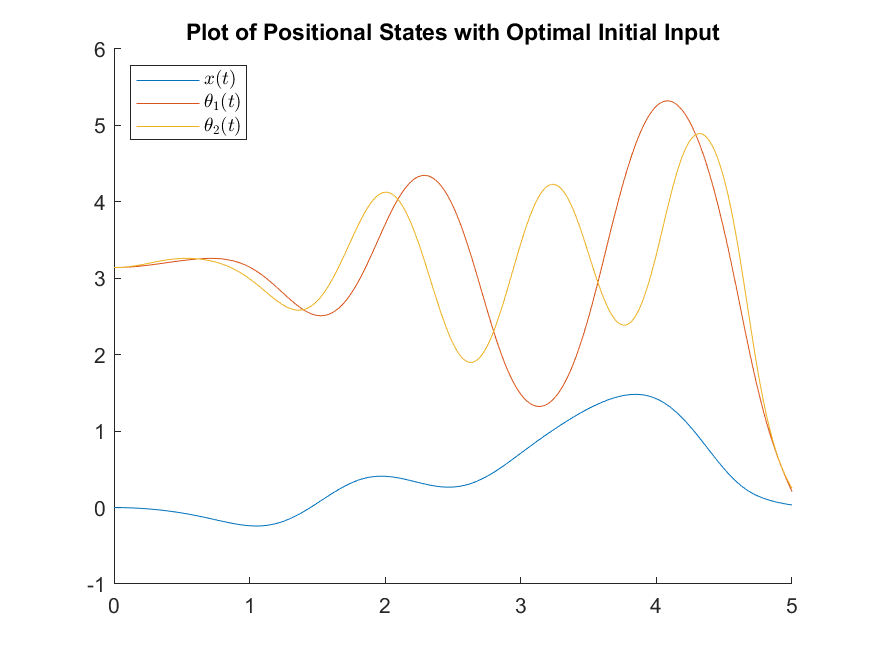 Plot of Positional States with Optimal Initial Input
6
x(t)
θ₁(t)
θ₂(t)
5
4
3
2
1
0
-1
0 1 2 3 4 5